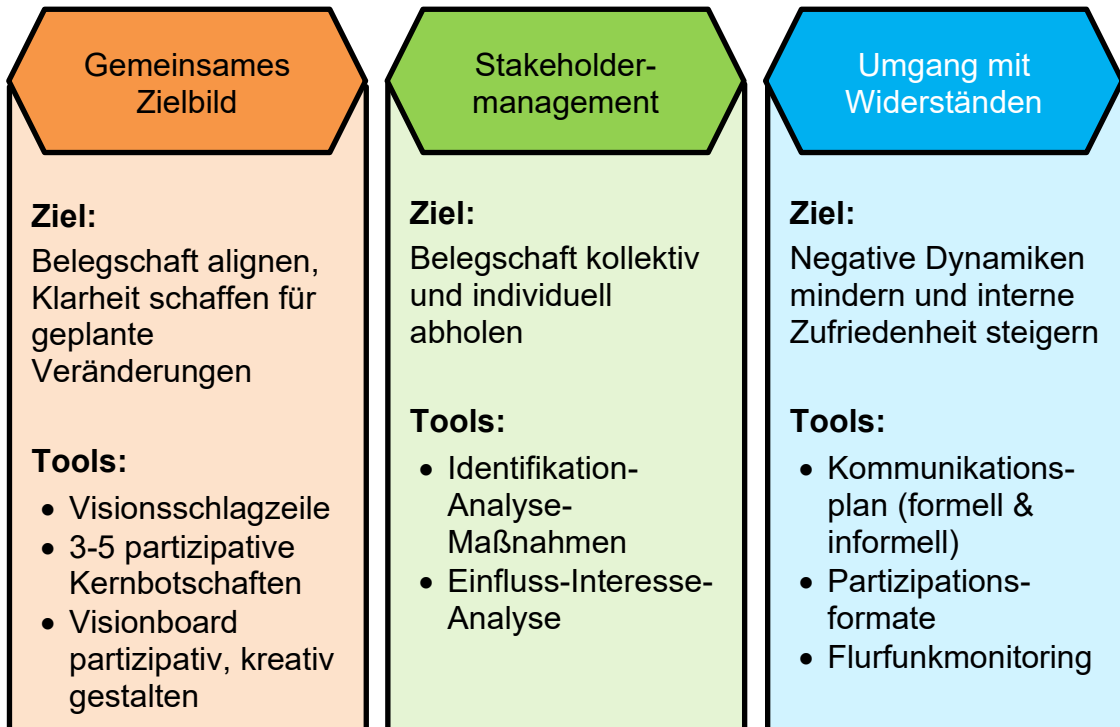 Gemeinsames
Zielbild
Ziel:
Belegschaft alignen,
Klarheit schaffen für
geplante
Veränderungen
Tools:
• Visionsschlagzeile
• 3-5 partizipative
Kernbotschaften
• Visionboard
partizipativ, kreativ
gestalten
Stakeholder-
management
Ziel:
Belegschaft kollektiv
und individuell
abholen
Tools:
• Identifikation-
Analyse-
Maßnahmen
• Einfluss-Interesse-
Analyse
Umgang mit
Widerständen
Ziel:
Negative Dynamiken
mindern und interne
Zufriedenheit steigern
Tools:
• Kommunikations-
plan (formell &
informell)
• Partizipations-
formate
• Flurfunkmonitoring